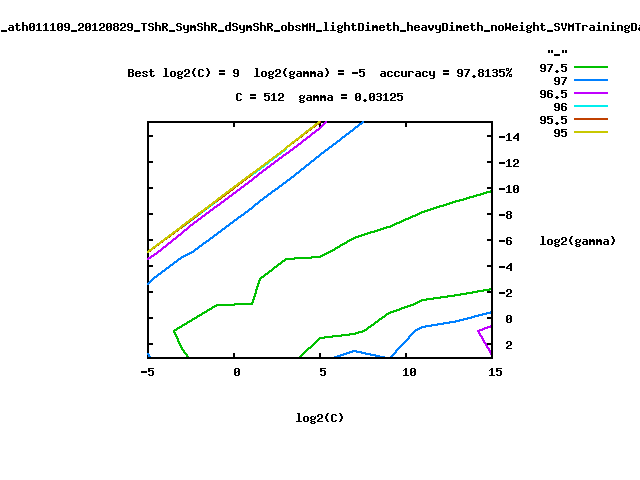 _ath011109_20120829_TShR_SymShR_dSymShR_obsMH_lightDimeth_heavyDimeth_noWeight_SVMTrainingDa
"_"
Best log2(C) = 9 log2(gamma) = -5 accuracy = 97.8135%
C = 512 gamma = 0.03125
97.5
97
96.5
96
95.5
95
-14
-12
-10
-8
-6
-4
-2
0
2
log2(gamma)
-5 0 5 10 15
log2(C)